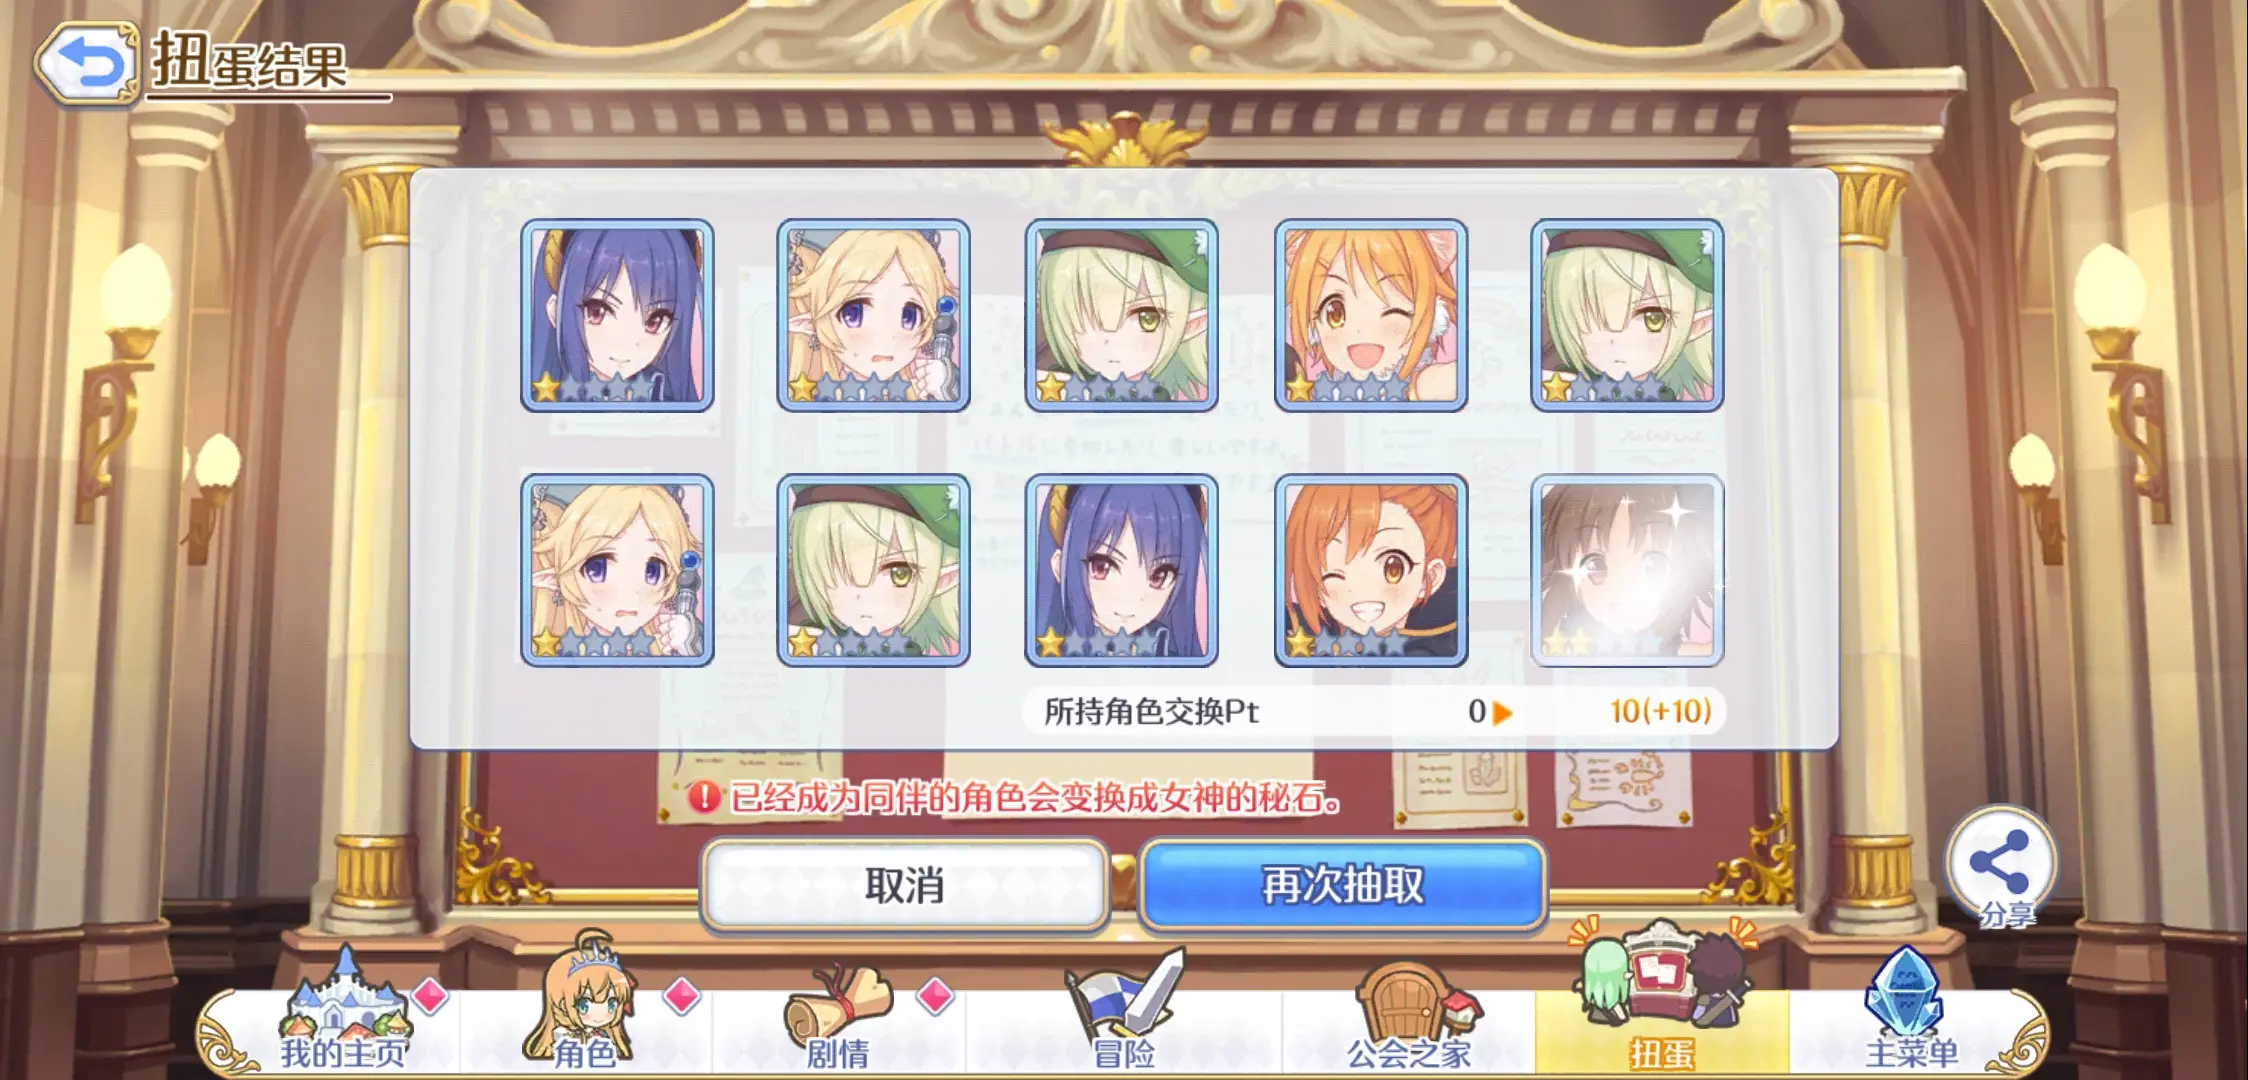 扭蛋结果
所持角色交换Pt 0 10(+10)
已经成为同伴的角色会变换成女神的秘石。
取消
再次抽取
分享
我的主页
角色
剧情
冒险
公会之家
扭蛋
主菜单